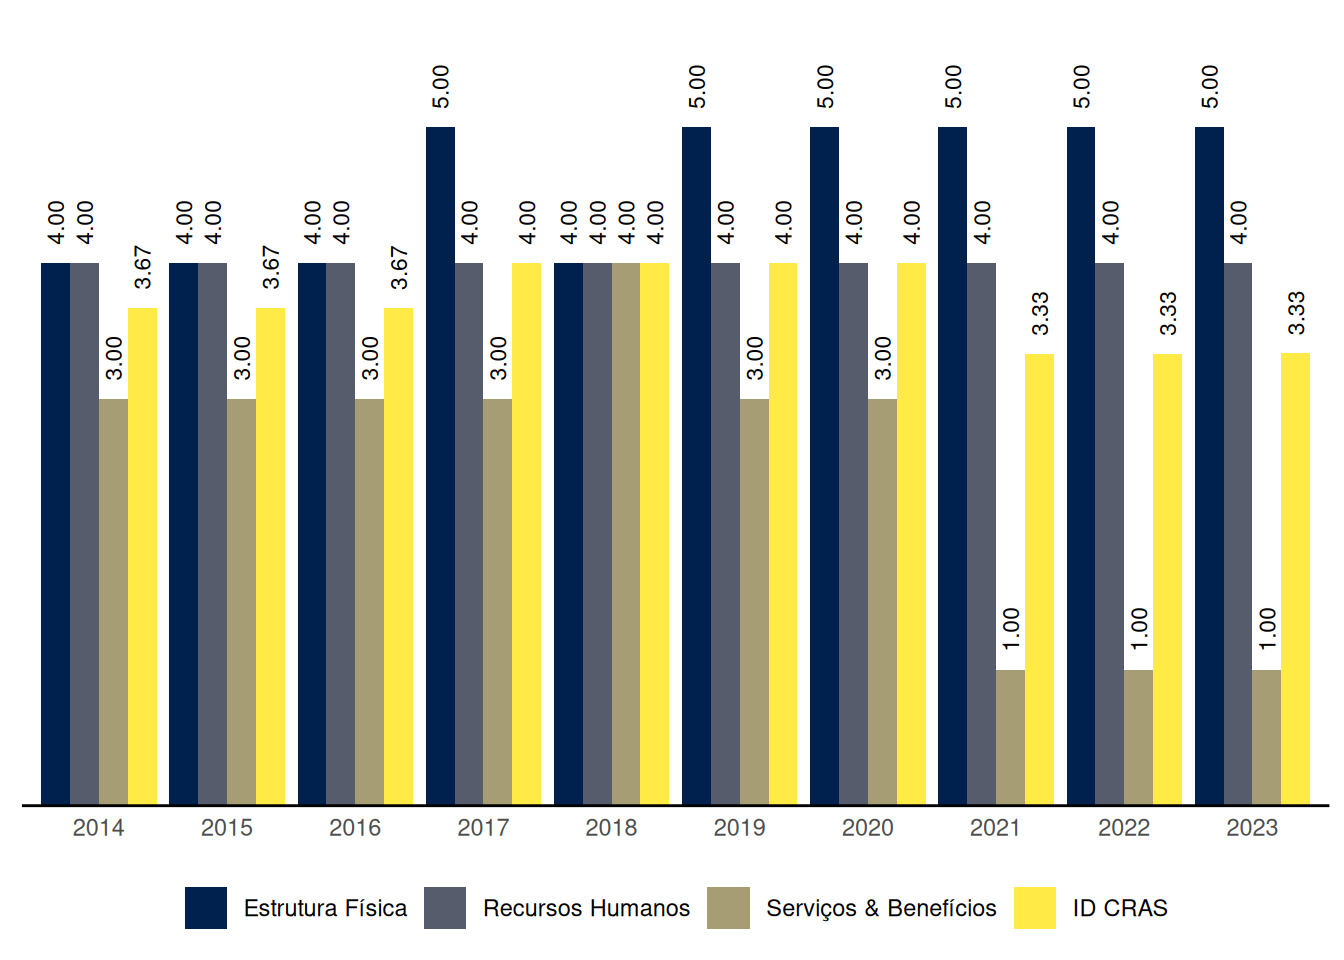 5.00 5.00 5.00 5.00 5.00 5.00
4.00 4.00 4.00 4.00 4.00 4.00 4.00 4.00 4.00 4.00 4.00 4.00 4.00 4.00 4.00 4.00 4.00 4.00
3.67 3.67 3.67
3.33 3.33 3.33
3.00 3.00 3.00 3.00 3.00 3.00
1.00 1.00 1.00
2014 2015 2016 2017 2018 2019 2020 2021 2022 2023
Estrutura Física Recursos Humanos Serviços & Benefícios ID CRAS